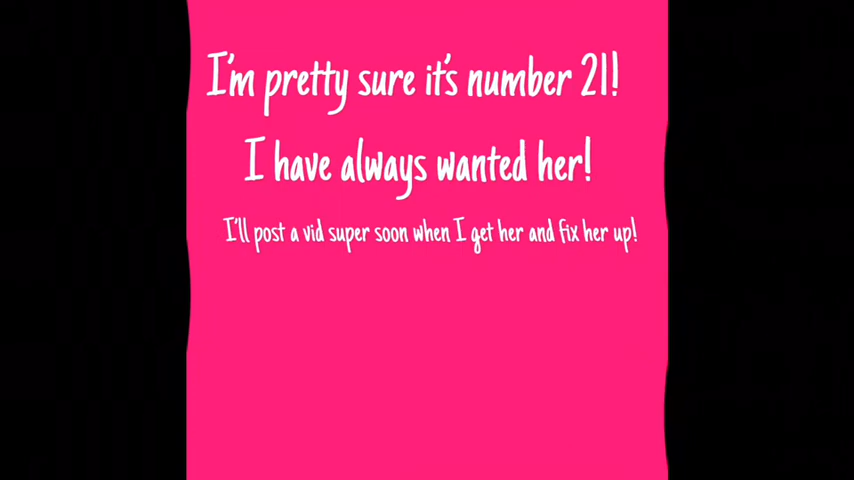 I'm pretty sure it's number 21!
I have always wanted her!
I'll post a vid super soon when I get her and fix her up!